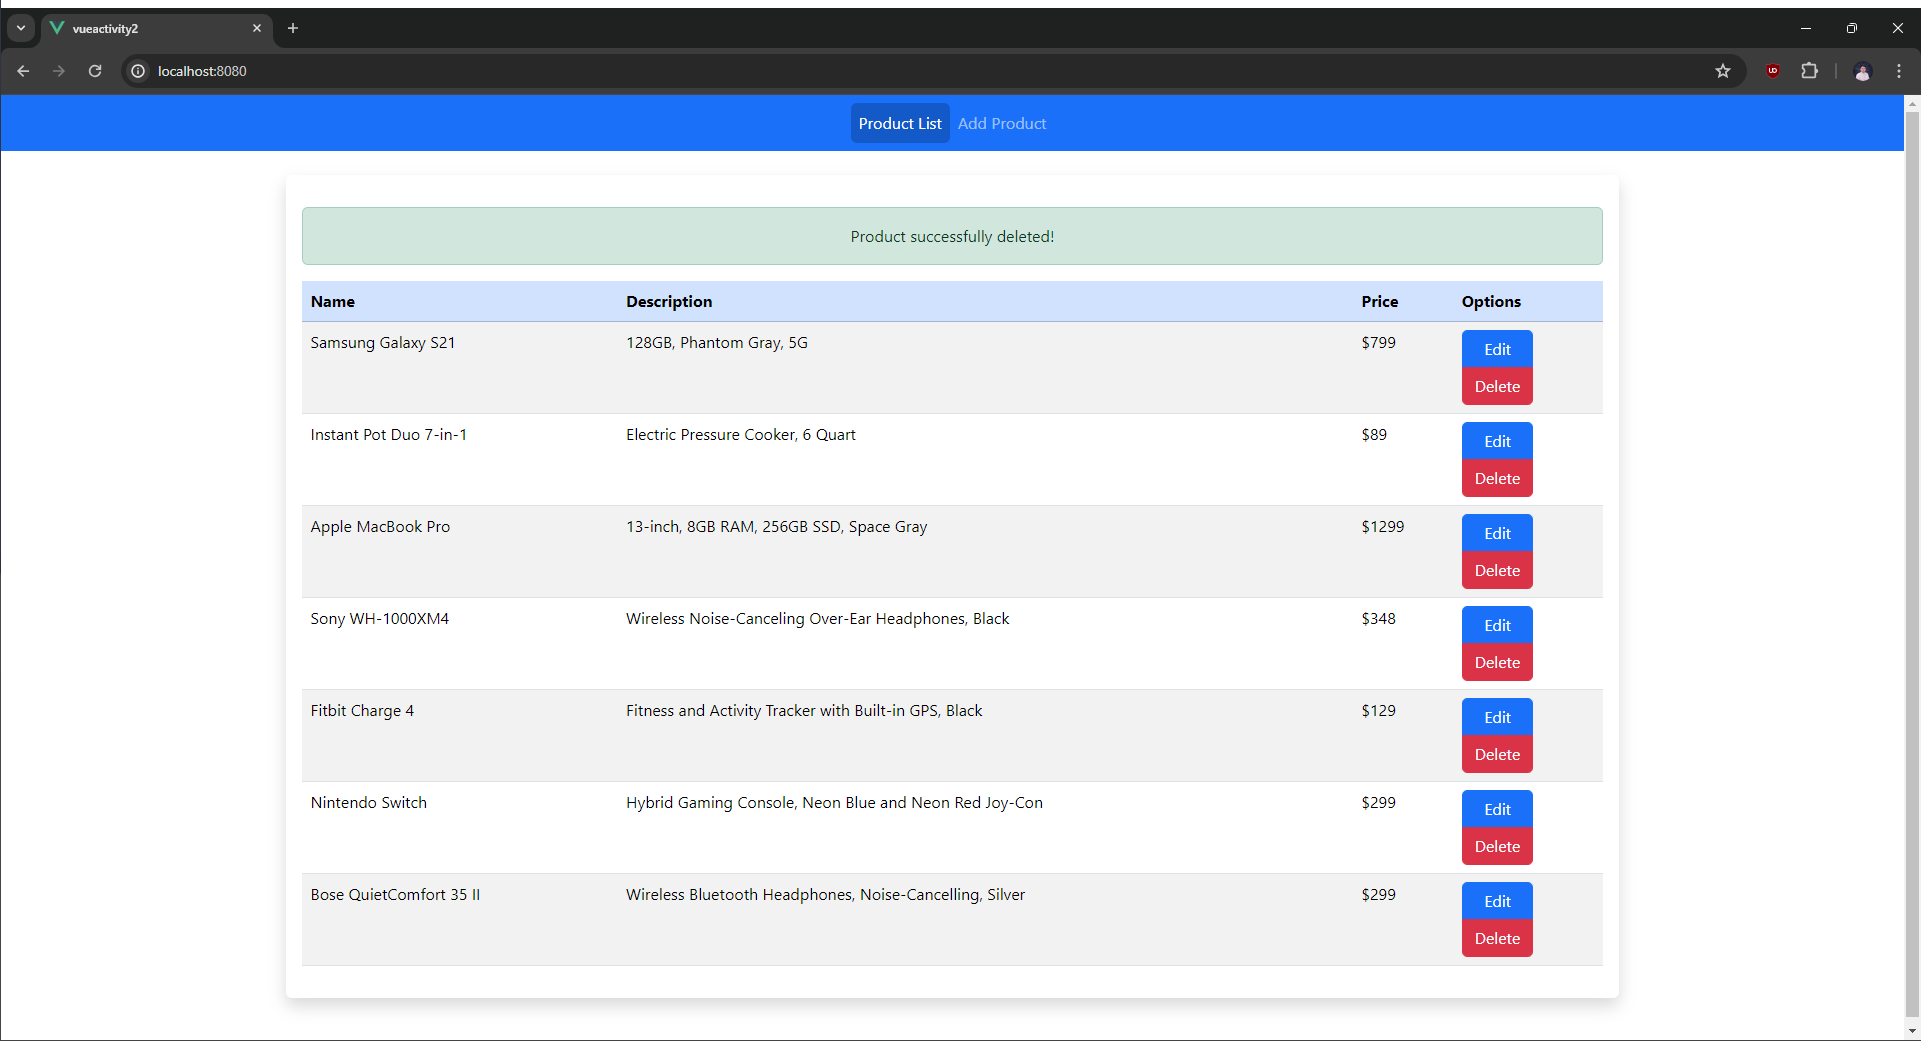 vueactivity2
localhost:8080
Product List Add Product
Product successfully deleted!
Name Description Price Options
Samsung Galaxy S21 128GB, Phantom Gray, 5G $799 Edit
Delete
Instant Pot Duo 7-in-1 Electric Pressure Cooker, 6 Quart $89 Edit
Delete
Apple MacBook Pro 13-inch, 8GB RAM, 256GB SSD, Space Gray $1299 Edit
Delete
Sony WH-1000XM4 Wireless Noise-Canceling Over-Ear Headphones, Black $348 Edit
Delete
Fitbit Charge 4 Fitness and Activity Tracker with Built-in GPS, Black $129 Edit
Delete
Nintendo Switch Hybrid Gaming Console, Neon Blue and Neon Red Joy-Con $299 Edit
Delete
Bose QuietComfort 35 II Wireless Bluetooth Headphones, Noise-Cancelling, Silver $299 Edit
Delete